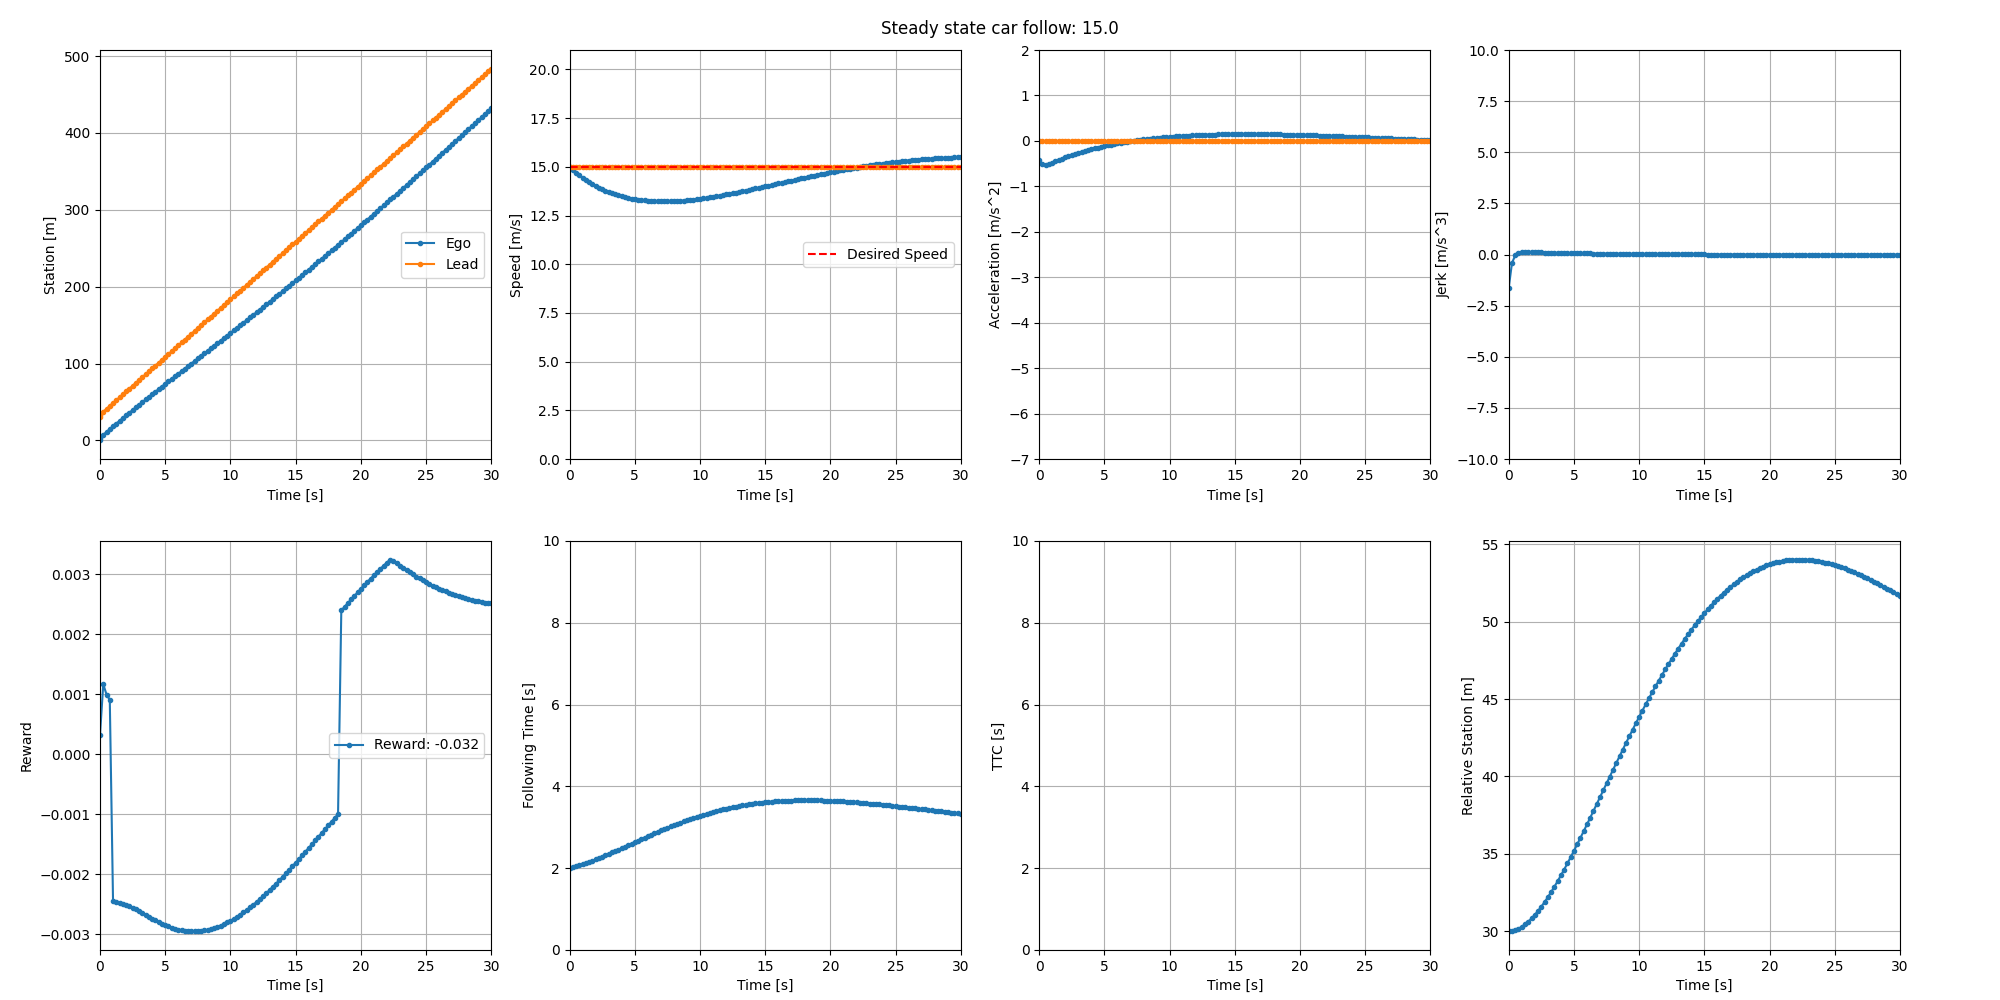 Steady state car follow: 15.0
500
400
300
200
100
0
Station [m]
Ego
Lead
0 5 10 15 20 25 30
Time [s]
20.0
17.5
15.0
12.5
10.0
7.5
5.0
2.5
0.0
Speed [m/s]
Desired Speed
0 5 10 15 20 25 30
Time [s]
2
1
0
−1
−2
−3
−4
−5
−6
−7
Acceleration [m/s^2]
0 5 10 15 20 25 30
Time [s]
10.0
7.5
5.0
2.5
0.0
−2.5
−5.0
−7.5
−10.0
Jerk [m/s^3]
0 5 10 15 20 25 30
Time [s]
0.003
0.002
0.001
0.000
−0.001
−0.002
−0.003
Reward
Reward: -0.032
0 5 10 15 20 25 30
Time [s]
10
8
6
4
2
0
Following Time [s]
0 5 10 15 20 25 30
Time [s]
10
8
6
4
2
0
TTC [s]
0 5 10 15 20 25 30
Time [s]
55
50
45
40
35
30
Relative Station [m]
0 5 10 15 20 25 30
Time [s]